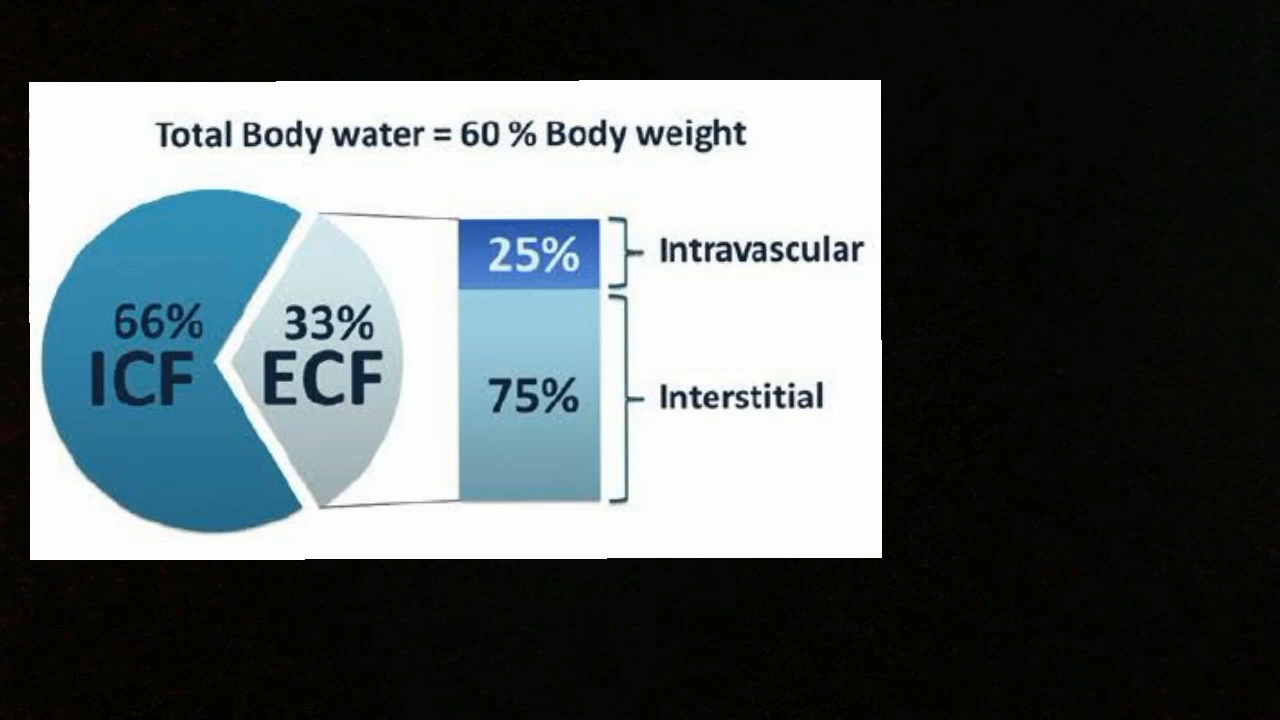 Total Body water = 60 % Body weight
66%
ICF
33%
ECF
25%
Intravascular
75%
Interstitial